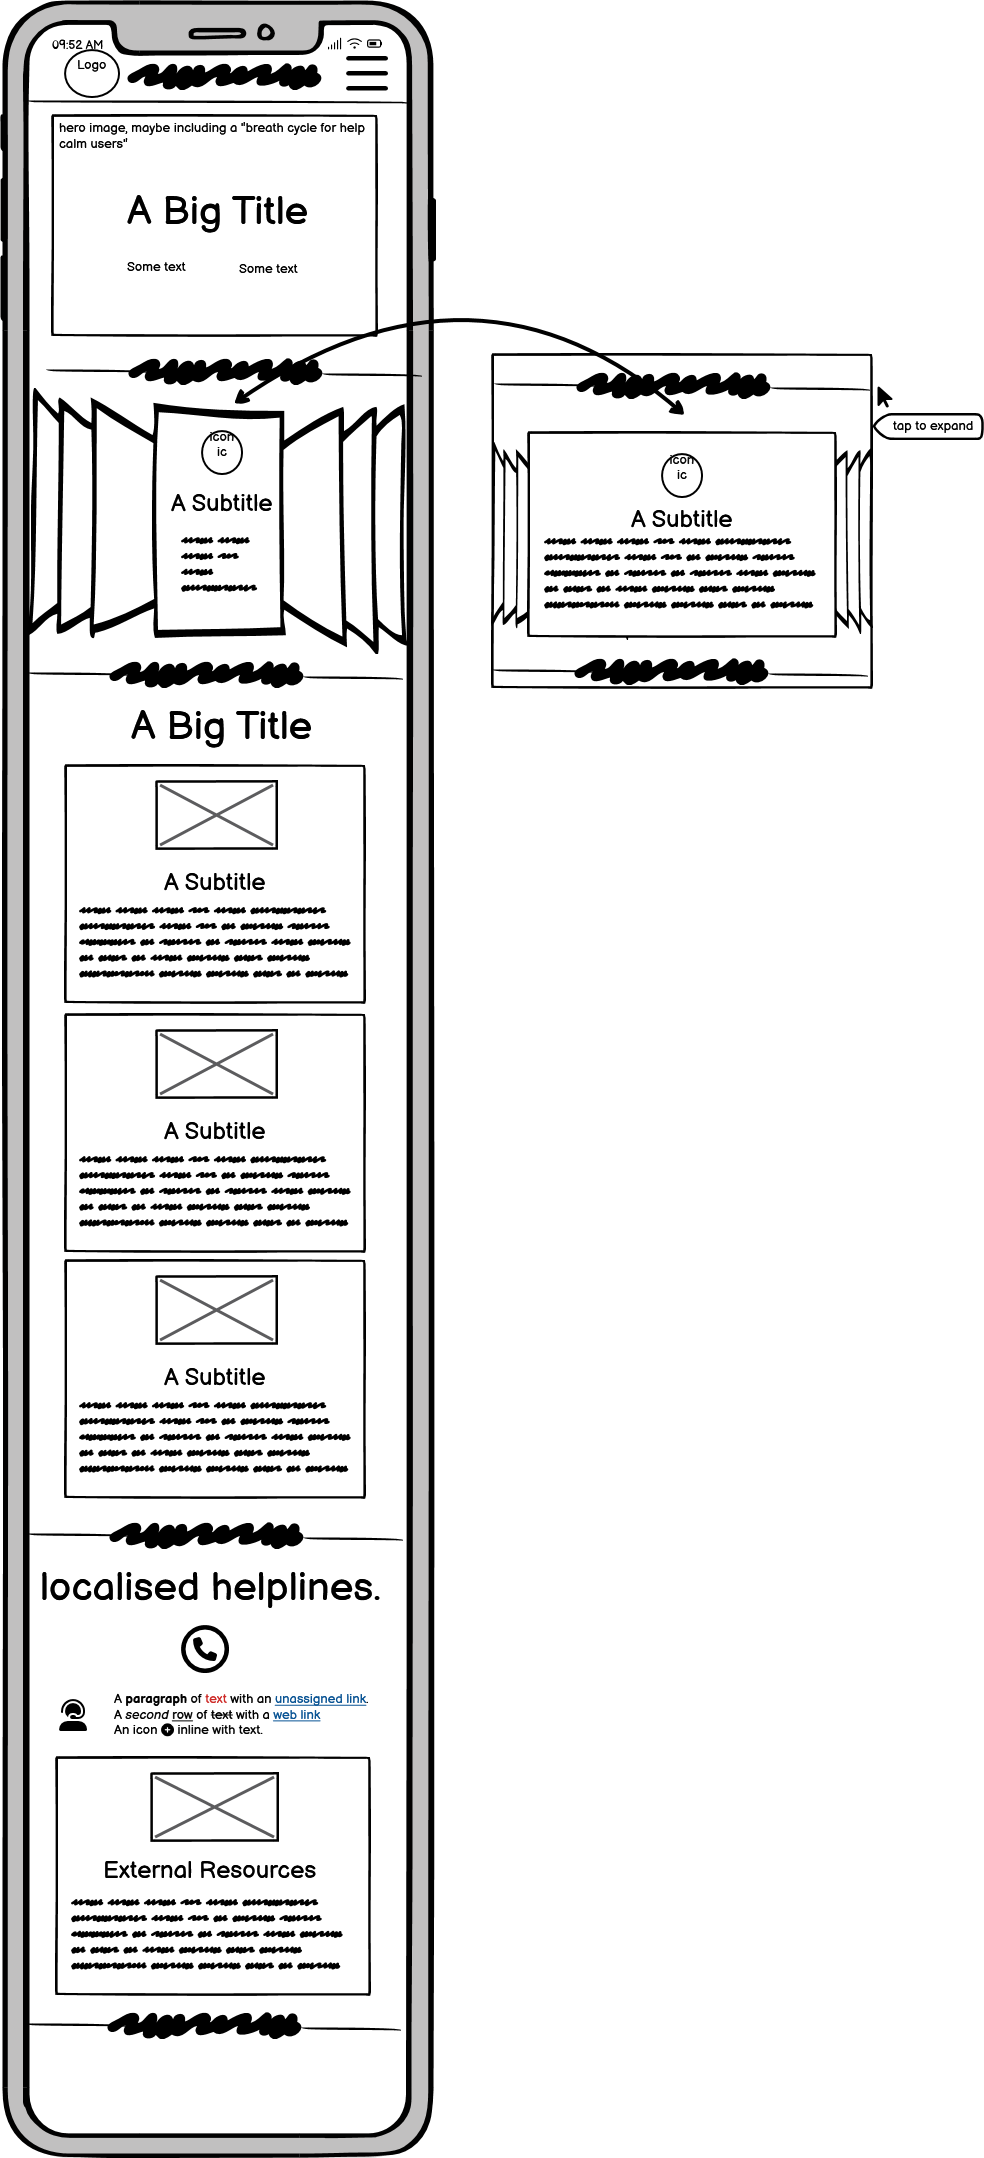 09:52 AM
Logo
hero image, maybe including a "breath cycle for help
calm users"
A Big Title
Some text
Some text
icon
ic
A Subtitle
tap to expand
icon
ic
A Subtitle
A Big Title
A Subtitle
A Subtitle
A Subtitle
localised helplines.
A paragraph of text with an unassigned link.
A second row of text with a web link
An icon inline with text.
External Resources